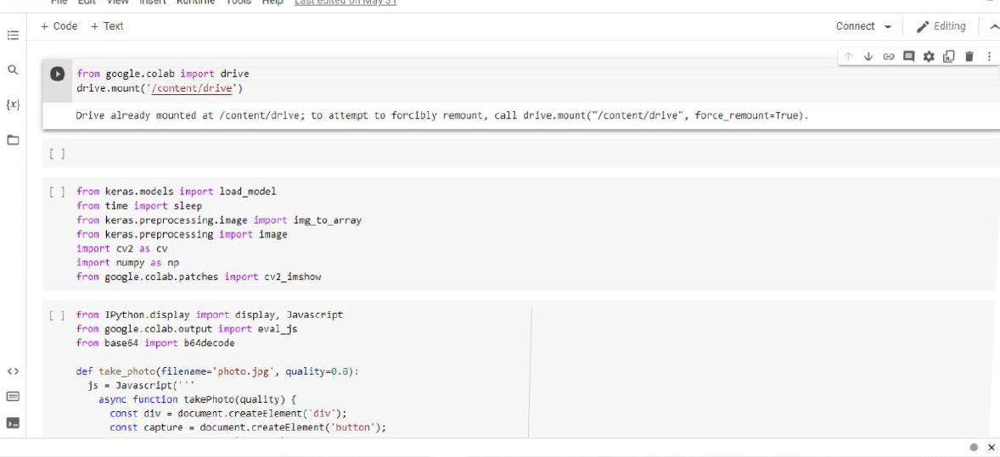 File Edit View Insert Runtime Tools Help Last edited on May 31
+ Code + Text
Connect Editing
from google.colab import drive
drive.mount('/content/drive')
Drive already mounted at /content/drive; to attempt to forcibly remount, call drive.mount("/content/drive", force_remount=True).
{x}
[ ]
[ ] from keras.models import load_model
from time import sleep
from keras.preprocessing.image import img_to_array
from keras.preprocessing import image
import cv2 as cv
import numpy as np
from google.colab.patches import cv2_imshow
[ ] from IPython.display import display, Javascript
from google.colab.output import eval_js
from base64 import b64decode
def take_photo(filename='photo.jpg', quality=0.8):
js = Javascript('''
async function takePhoto(quality) {
const div = document.createElement('div');
const capture = document.createElement('button');